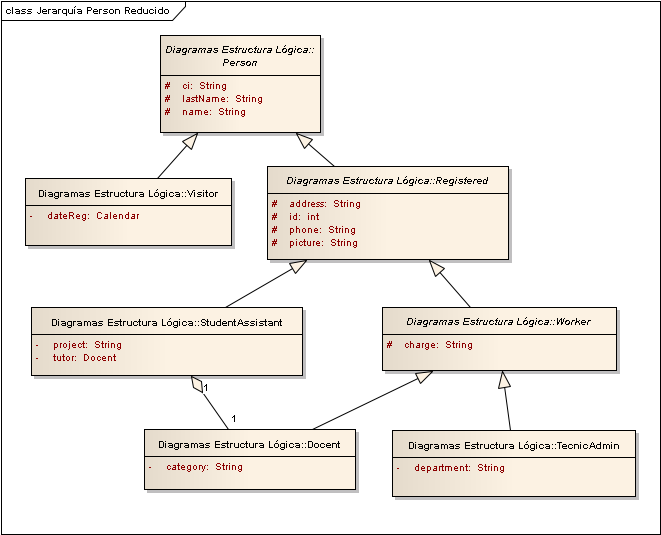 class Jerarquía Person Reducido
Diagramas Estructura Lógica::
Person
# ci: String
# lastName: String
# name: String
Diagramas Estructura Lógica::Visitor
- dateReg: Calendar
Diagramas Estructura Lógica::Registered
# address: String
# id: int
# phone: String
# picture: String
Diagramas Estructura Lógica::StudentAssistant
- project: String
- tutor: Docent
Diagramas Estructura Lógica::Worker
# charge: String
1
1
Diagramas Estructura Lógica::Docent
- category: String
Diagramas Estructura Lógica::TecnicAdmin
- department: String